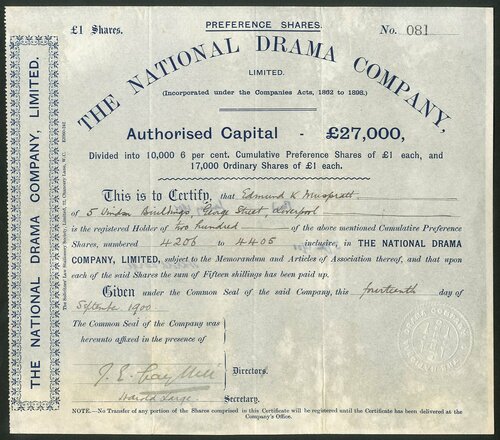 PREFERENCE SHARES.
£1 Shares.
No. 081
THE NATIONAL DRAMA COMPANY,
LIMITED.
(Incorporated under the Companies Acts, 1862 to 1898.)
Authorised Capital - £27,000,
Divided into 10,000 6 per cent. Cumulative Preference Shares of £1 each, and
17,000 Ordinary Shares of £1 each.
This is to Certify, that Edmund K Muspratt
of 5 Buildings, George Street, Liverpool
is the registered Holder of two hundred of the above mentioned Cumulative Preference
Shares, numbered 4206 to 4405 inclusive, in THE NATIONAL DRAMA
COMPANY, LIMITED, subject to the Memorandum and Articles of Association thereof, and that upon
each of the said Shares the sum of Fifteen shillings has been paid up.
Given under the Common Seal of the said Company, this fourteenth day of
September 1900.
The Common Seal of the Company was
hereunto affixed in the presence of
Directors.
Harold Large Secretary.
NOTE.—No Transfer of any portion of the Shares comprised in this Certificate will be registered until the Certificate has been delivered at the
Company's Office.
THE NATIONAL DRAMA COMPANY, LIMITED.